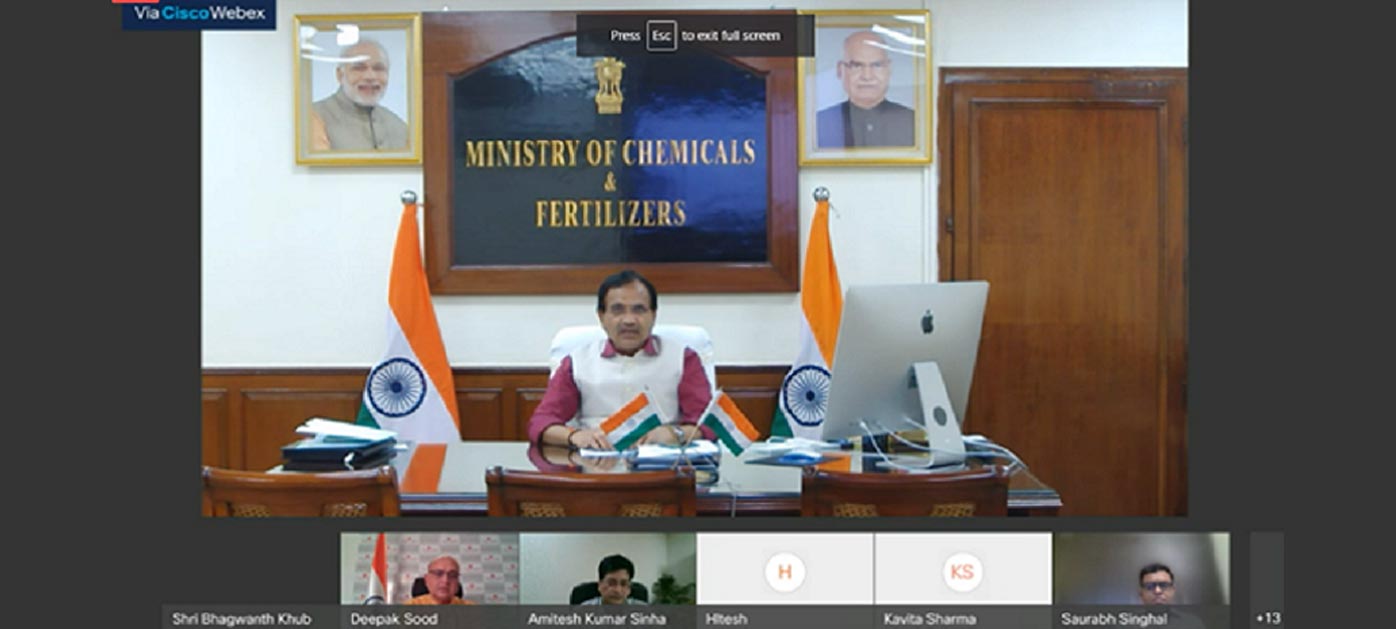 Via Cisco Webex
Press Esc to exit full screen
MINISTRY OF CHEMICALS
&
FERTILIZERS
H
KS
Shri Bhagwanth Khub
Deepak Sood
Amitesh Kumar Sinha
HItesh
Kavita Sharma
Saurabh Singhal
+13